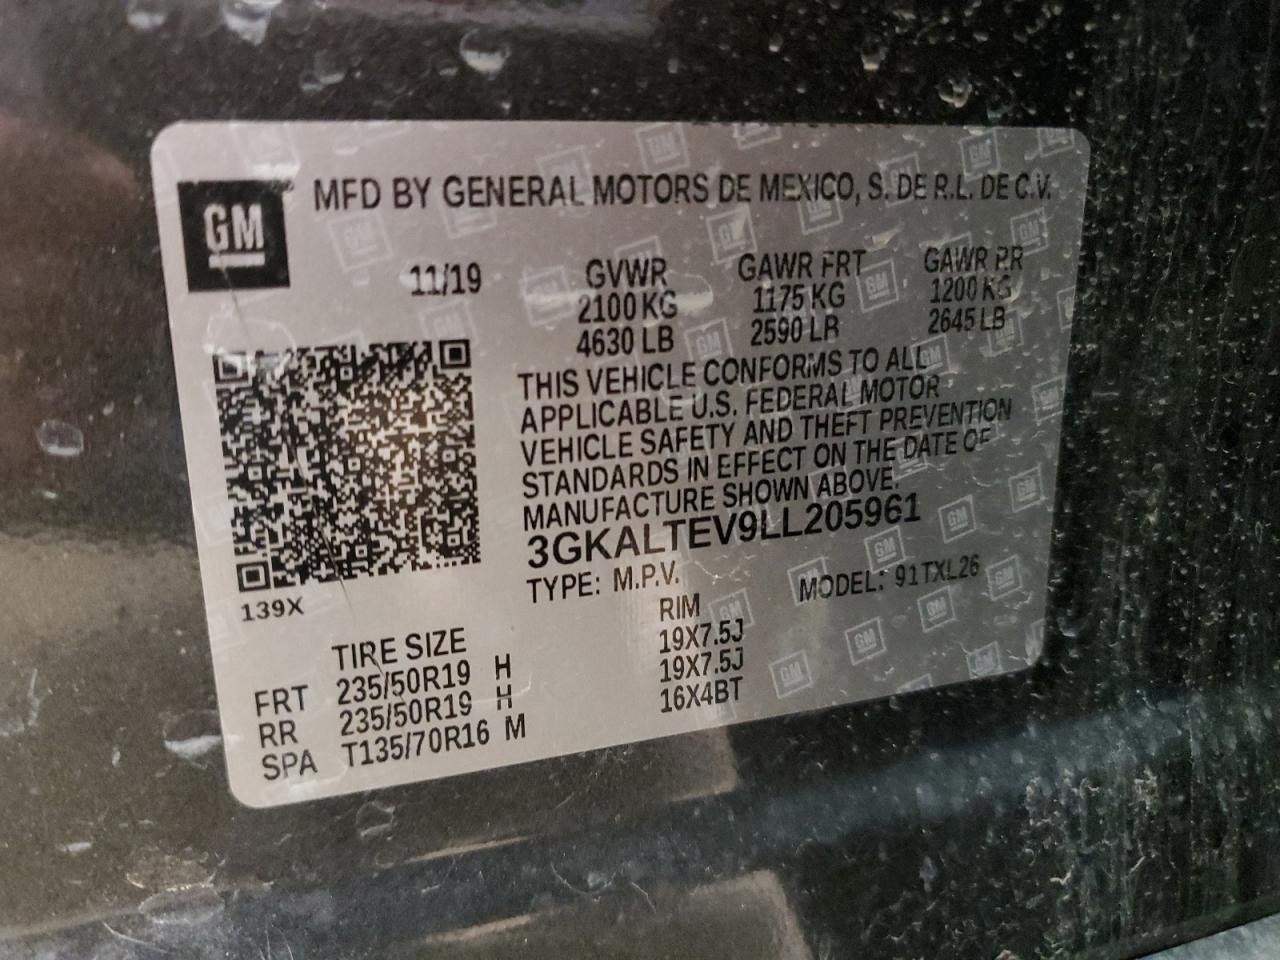 GM
MFD BY GENERAL MOTORS DE MEXICO, S. DE R.L. DE C.V.
11/19 GVWR GAWR FRT GAWR RR
2100 KG 1175 KG 1200 KG
4630 LB 2590 LB 2645 LB
THIS VEHICLE CONFORMS TO ALL
APPLICABLE U.S. FEDERAL MOTOR
VEHICLE SAFETY AND THEFT PREVENTION
STANDARDS IN EFFECT ON THE DATE OF
MANUFACTURE SHOWN ABOVE.
3GKALTEV9LL205961
TYPE: M.P.V. MODEL: 91TXL26
139X
TIRE SIZE RIM
FRT 235/50R19 H 19X7.5J
RR 235/50R19 H 19X7.5J
SPA T135/70R16 M 16X4BT